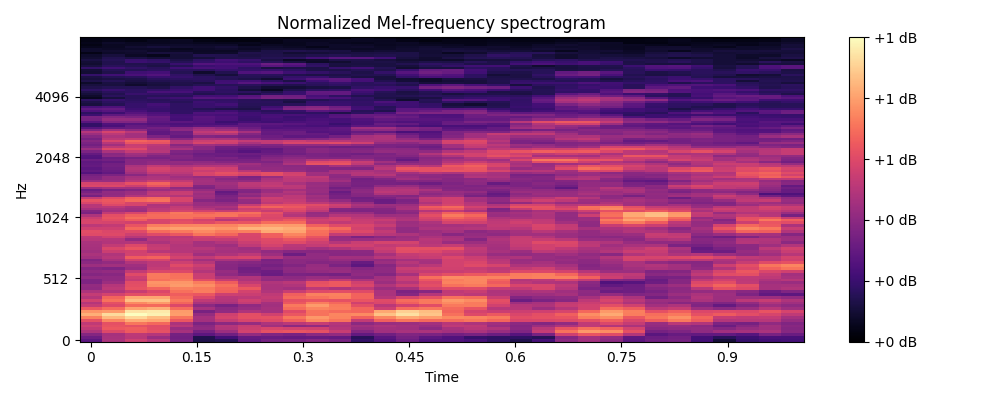 Normalized Mel-frequency spectrogram
Hz
4096
2048
1024
512
0
0 0.15 0.3 0.45 0.6 0.75 0.9
Time
+1 dB
+1 dB
+1 dB
+0 dB
+0 dB
+0 dB